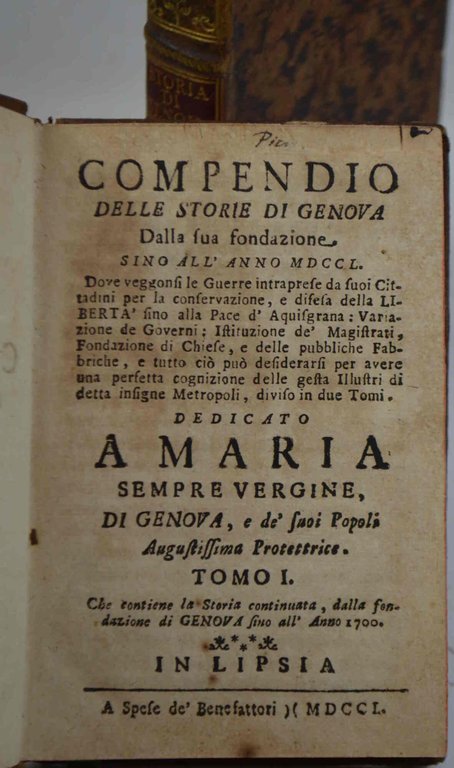 STORIA
DI
COMPENDIO
DELLE STORIE DI GENOVA
Dalla ſua fondazione,
SINO ALL' ANNO MDCCL.
Dove veggonſi le Guerre intrapreſe da ſuoi Cit-
tadini per la conſervazione, e difeſa della LI-
BERTA' ſino alla Pace d' Aquiſgrana: Varia-
zione de Governi: Iſtituzione de' Magiſtrati,
Fondazione di Chieſe, e delle pubbliche Fab-
briche, e tutto ciò può deſiderarſi per avere
una perfetta cognizione delle geſta Illuſtri di
detta inſigne Metropoli, diviſo in due Tomi.
DEDICATO
A MARIA
SEMPRE VERGINE,
DI GENOVA, e de' ſuoi Popoli
Auguſtiſſima Protettrice.
TOMO I.
Che contiene la Storia continuata, dalla fon-
dazione di GENOVA ſino all' Anno 1700.
IN LIPSIA
A Speſe de' Benefattori )( MDCCL.